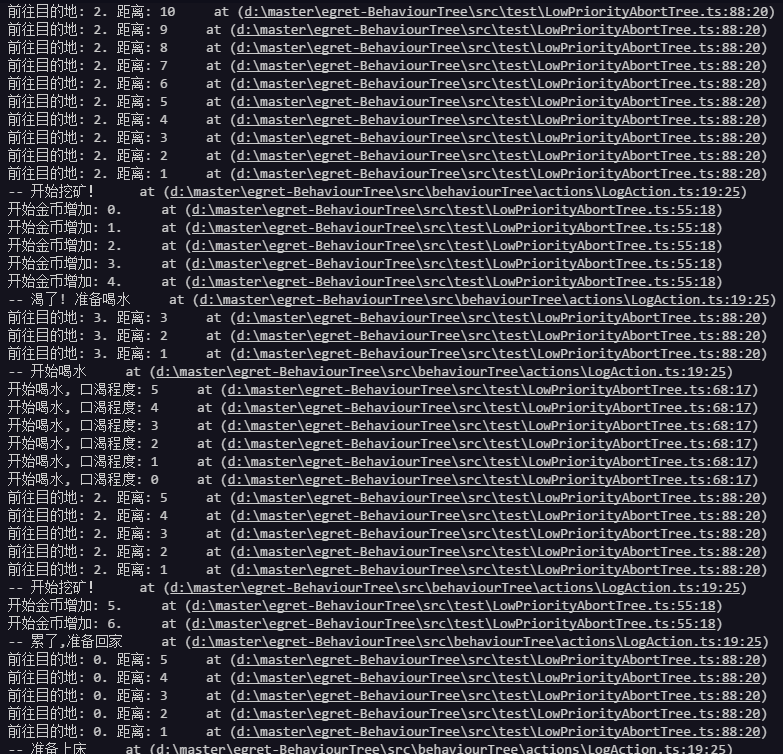 前往目的地: 2. 距离: 10 at (d:\master\egret-BehaviourTree\src\test\LowPriorityAbortTree.ts:88:20)
前往目的地: 2. 距离: 9 at (d:\master\egret-BehaviourTree\src\test\LowPriorityAbortTree.ts:88:20)
前往目的地: 2. 距离: 8 at (d:\master\egret-BehaviourTree\src\test\LowPriorityAbortTree.ts:88:20)
前往目的地: 2. 距离: 7 at (d:\master\egret-BehaviourTree\src\test\LowPriorityAbortTree.ts:88:20)
前往目的地: 2. 距离: 6 at (d:\master\egret-BehaviourTree\src\test\LowPriorityAbortTree.ts:88:20)
前往目的地: 2. 距离: 5 at (d:\master\egret-BehaviourTree\src\test\LowPriorityAbortTree.ts:88:20)
前往目的地: 2. 距离: 4 at (d:\master\egret-BehaviourTree\src\test\LowPriorityAbortTree.ts:88:20)
前往目的地: 2. 距离: 3 at (d:\master\egret-BehaviourTree\src\test\LowPriorityAbortTree.ts:88:20)
前往目的地: 2. 距离: 2 at (d:\master\egret-BehaviourTree\src\test\LowPriorityAbortTree.ts:88:20)
前往目的地: 2. 距离: 1 at (d:\master\egret-BehaviourTree\src\test\LowPriorityAbortTree.ts:88:20)
-- 开始挖矿! at (d:\master\egret-BehaviourTree\src\behaviourTree\actions\LogAction.ts:19:25)
开始金币增加: 0. at (d:\master\egret-BehaviourTree\src\test\LowPriorityAbortTree.ts:55:18)
开始金币增加: 1. at (d:\master\egret-BehaviourTree\src\test\LowPriorityAbortTree.ts:55:18)
开始金币增加: 2. at (d:\master\egret-BehaviourTree\src\test\LowPriorityAbortTree.ts:55:18)
开始金币增加: 3. at (d:\master\egret-BehaviourTree\src\test\LowPriorityAbortTree.ts:55:18)
开始金币增加: 4. at (d:\master\egret-BehaviourTree\src\test\LowPriorityAbortTree.ts:55:18)
-- 渴了! 准备喝水 at (d:\master\egret-BehaviourTree\src\behaviourTree\actions\LogAction.ts:19:25)
前往目的地: 3. 距离: 3 at (d:\master\egret-BehaviourTree\src\test\LowPriorityAbortTree.ts:88:20)
前往目的地: 3. 距离: 2 at (d:\master\egret-BehaviourTree\src\test\LowPriorityAbortTree.ts:88:20)
前往目的地: 3. 距离: 1 at (d:\master\egret-BehaviourTree\src\test\LowPriorityAbortTree.ts:88:20)
-- 开始喝水 at (d:\master\egret-BehaviourTree\src\behaviourTree\actions\LogAction.ts:19:25)
开始喝水, 口渴程度: 5 at (d:\master\egret-BehaviourTree\src\test\LowPriorityAbortTree.ts:68:17)
开始喝水, 口渴程度: 4 at (d:\master\egret-BehaviourTree\src\test\LowPriorityAbortTree.ts:68:17)
开始喝水, 口渴程度: 3 at (d:\master\egret-BehaviourTree\src\test\LowPriorityAbortTree.ts:68:17)
开始喝水, 口渴程度: 2 at (d:\master\egret-BehaviourTree\src\test\LowPriorityAbortTree.ts:68:17)
开始喝水, 口渴程度: 1 at (d:\master\egret-BehaviourTree\src\test\LowPriorityAbortTree.ts:68:17)
开始喝水, 口渴程度: 0 at (d:\master\egret-BehaviourTree\src\test\LowPriorityAbortTree.ts:68:17)
前往目的地: 2. 距离: 5 at (d:\master\egret-BehaviourTree\src\test\LowPriorityAbortTree.ts:88:20)
前往目的地: 2. 距离: 4 at (d:\master\egret-BehaviourTree\src\test\LowPriorityAbortTree.ts:88:20)
前往目的地: 2. 距离: 3 at (d:\master\egret-BehaviourTree\src\test\LowPriorityAbortTree.ts:88:20)
前往目的地: 2. 距离: 2 at (d:\master\egret-BehaviourTree\src\test\LowPriorityAbortTree.ts:88:20)
前往目的地: 2. 距离: 1 at (d:\master\egret-BehaviourTree\src\test\LowPriorityAbortTree.ts:88:20)
-- 开始挖矿! at (d:\master\egret-BehaviourTree\src\behaviourTree\actions\LogAction.ts:19:25)
开始金币增加: 5. at (d:\master\egret-BehaviourTree\src\test\LowPriorityAbortTree.ts:55:18)
开始金币增加: 6. at (d:\master\egret-BehaviourTree\src\test\LowPriorityAbortTree.ts:55:18)
-- 累了,准备回家 at (d:\master\egret-BehaviourTree\src\behaviourTree\actions\LogAction.ts:19:25)
前往目的地: 0. 距离: 5 at (d:\master\egret-BehaviourTree\src\test\LowPriorityAbortTree.ts:88:20)
前往目的地: 0. 距离: 4 at (d:\master\egret-BehaviourTree\src\test\LowPriorityAbortTree.ts:88:20)
前往目的地: 0. 距离: 3 at (d:\master\egret-BehaviourTree\src\test\LowPriorityAbortTree.ts:88:20)
前往目的地: 0. 距离: 2 at (d:\master\egret-BehaviourTree\src\test\LowPriorityAbortTree.ts:88:20)
前往目的地: 0. 距离: 1 at (d:\master\egret-BehaviourTree\src\test\LowPriorityAbortTree.ts:88:20)
-- 准备上床 at (d:\master\egret-BehaviourTree\src\behaviourTree\actions\LogAction.ts:19:25)